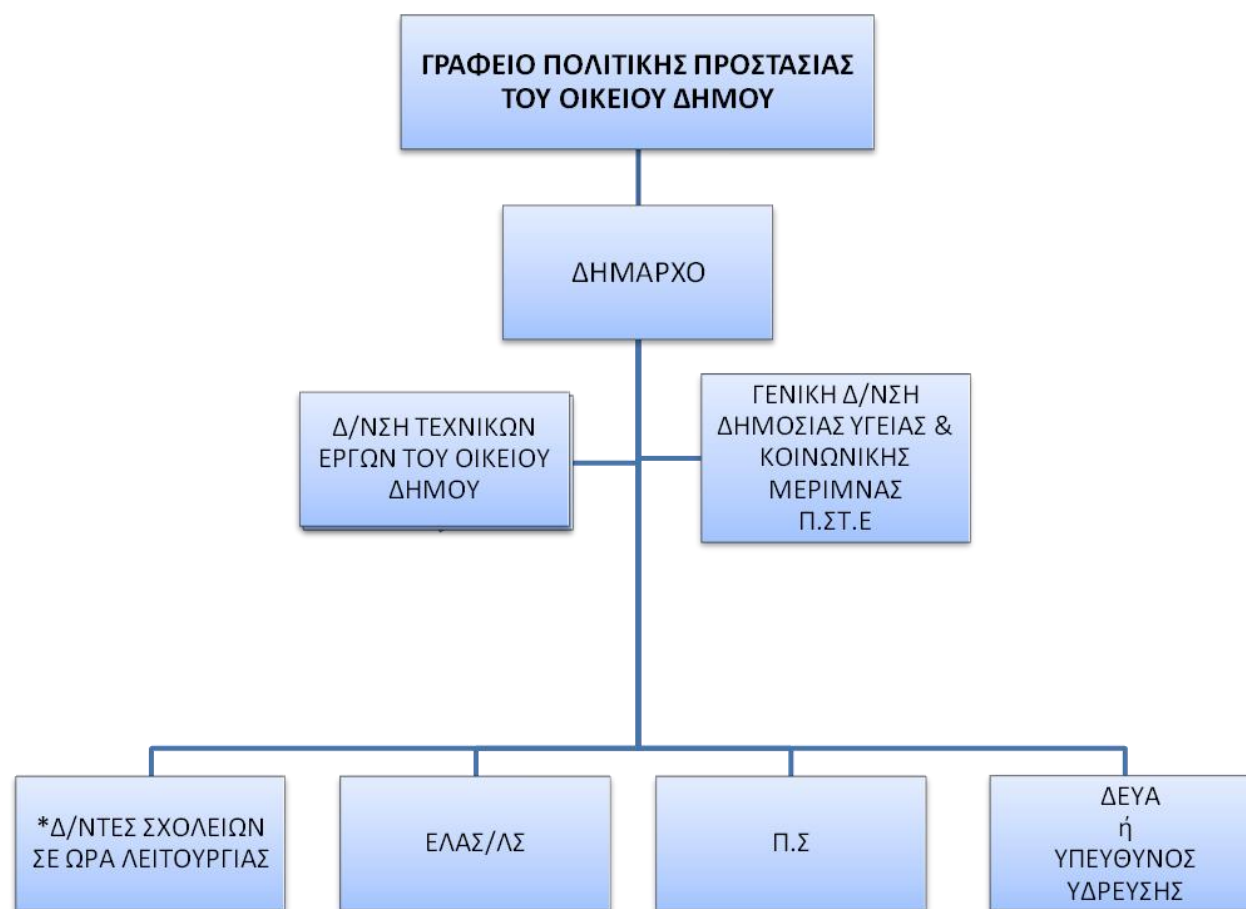 ΓΡΑΦΕΙΟ ΠΟΛΙΤΙΚΗΣ ΠΡΟΣΤΑΣΙΑΣ
ΤΟΥ ΟΙΚΕΙΟΥ ΔΗΜΟΥ
ΔΗΜΑΡΧΟ
Δ/ΝΣΗ ΤΕΧΝΙΚΩΝ
ΕΡΓΩΝ ΤΟΥ ΟΙΚΕΙΟΥ
ΔΗΜΟΥ
ΓΕΝΙΚΗ Δ/ΝΣΗ
ΔΗΜΟΣΙΑΣ ΥΓΕΙΑΣ &
ΚΟΙΝΩΝΙΚΗΣ
ΜΕΡΙΜΝΑΣ
Π.ΣΤ.Ε
*Δ/ΝΤΕΣ ΣΧΟΛΕΙΩΝ
ΣΕ ΩΡΑ ΛΕΙΤΟΥΡΓΙΑΣ
ΕΛΑΣ/ΛΣ
Π.Σ
ΔΕΥΑ
ή
ΥΠΕΥΘΥΝΟΣ
ΥΔΡΕΥΣΗΣ